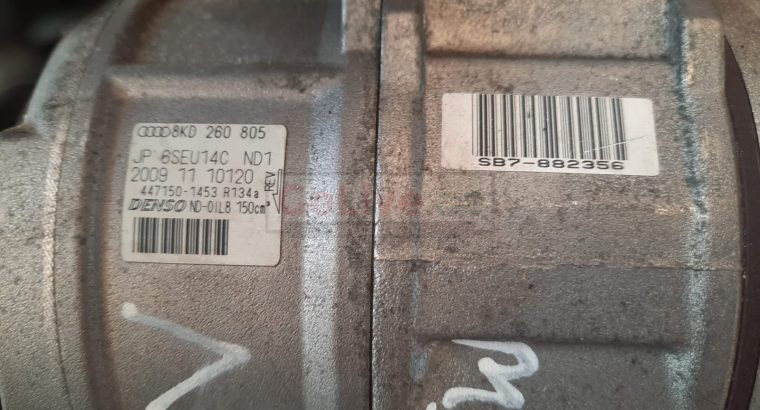 8KD 260 805
JP 6SEU14C ND1
2009 11 10120
447150-1453 R134a
REV
DENSO ND-OIL8 150cm³
SB7-882356